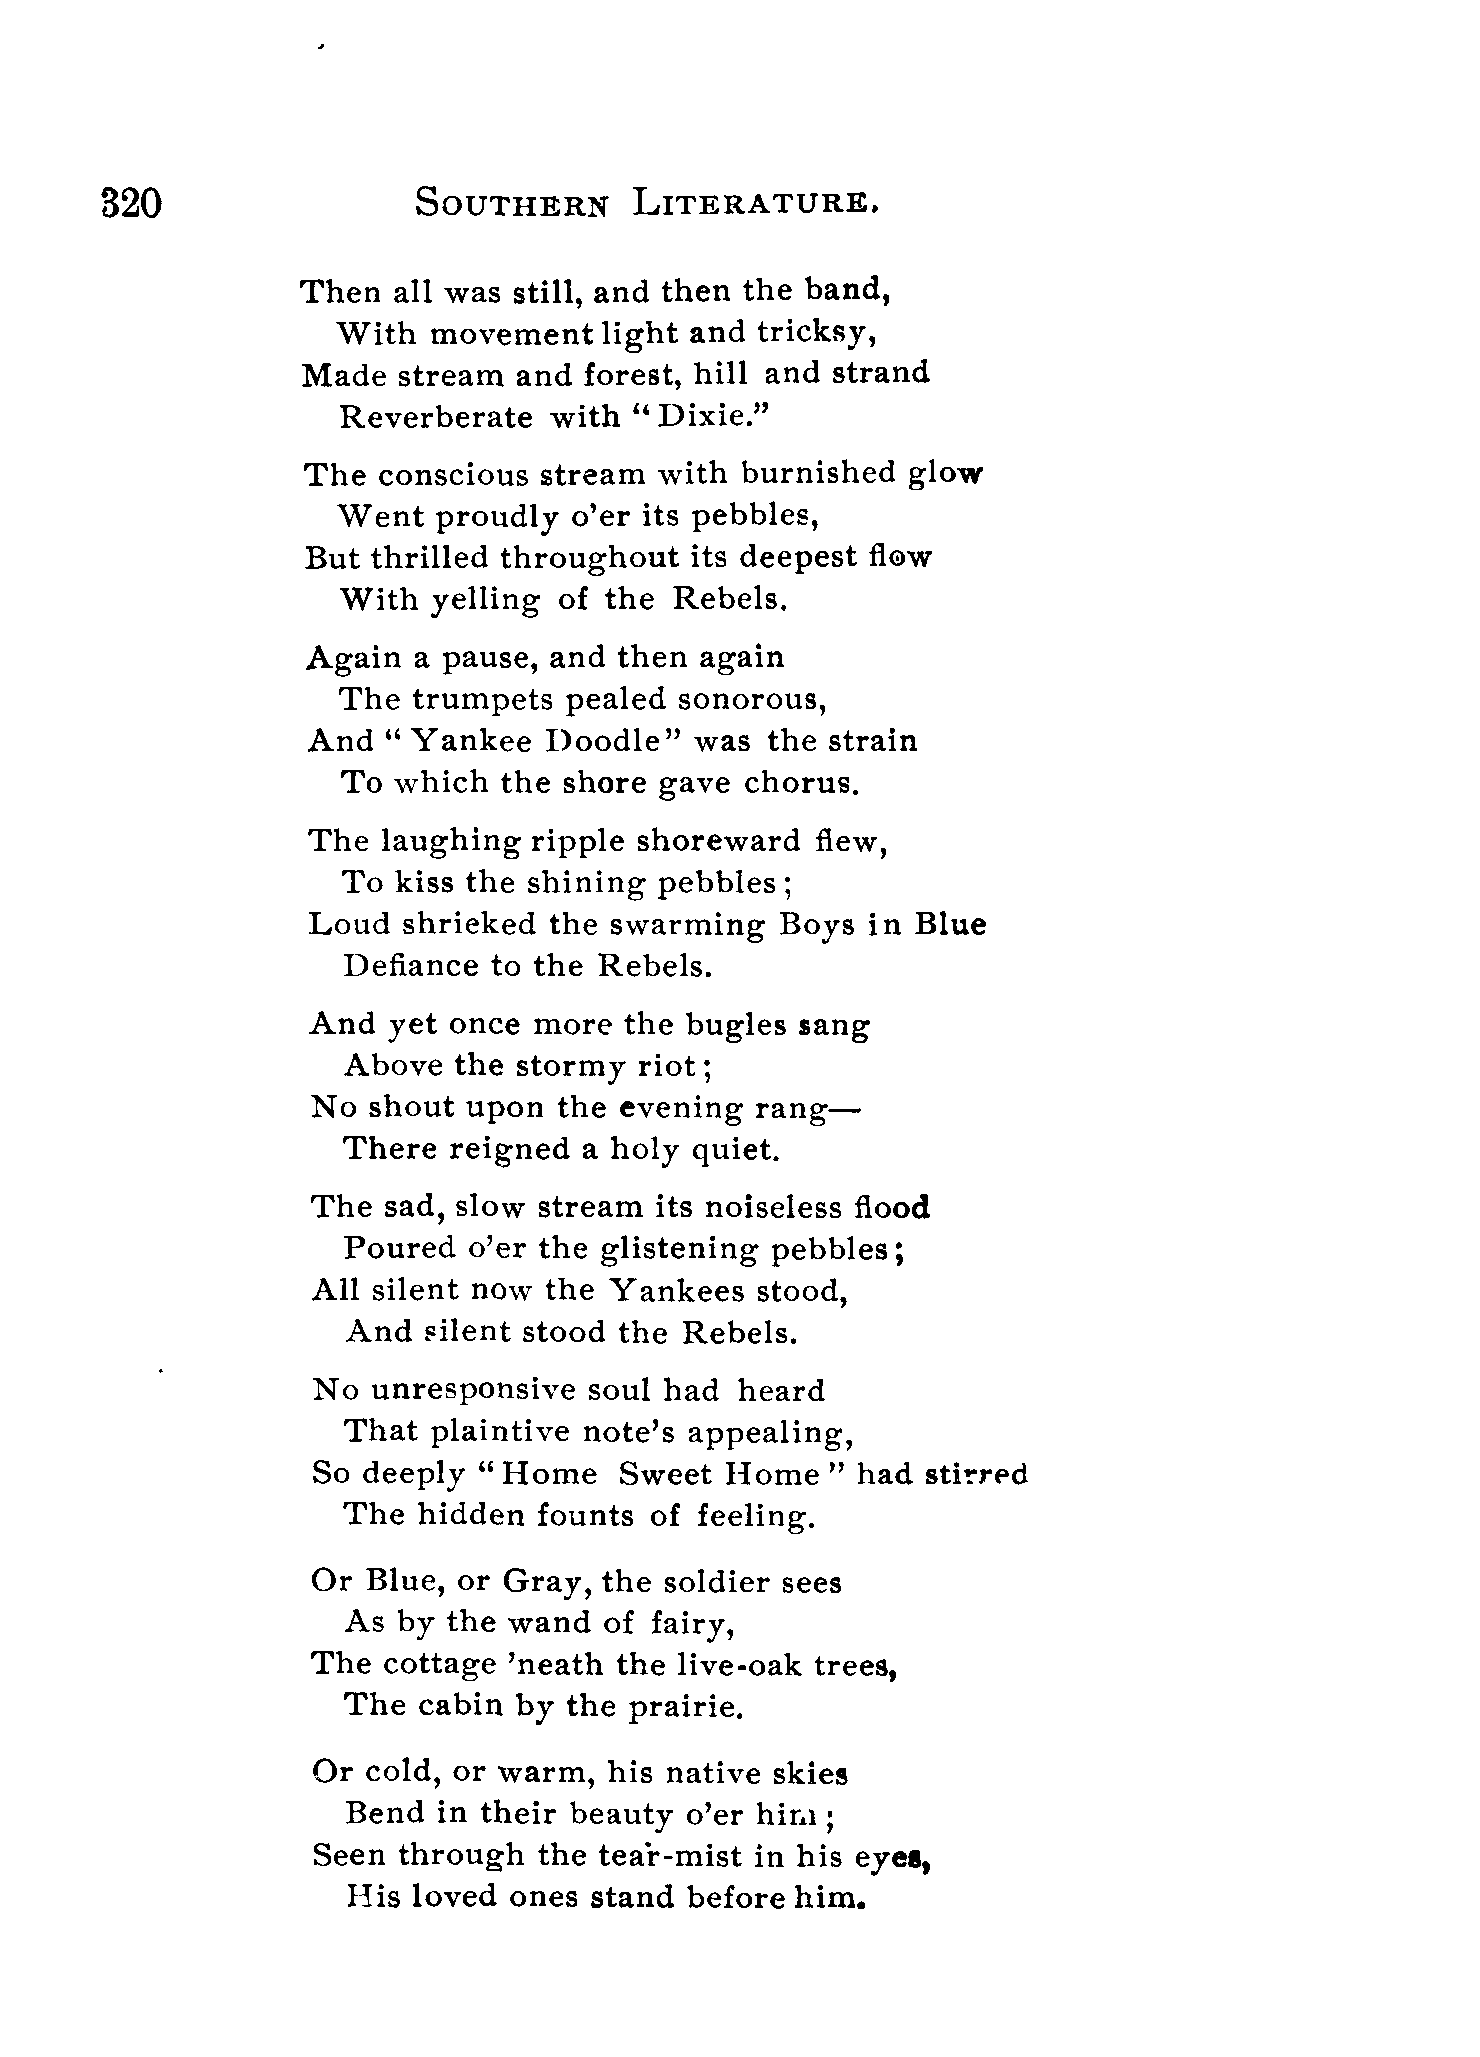 320 SOUTHERN LITERATURE.
Then all was still, and then the band,
With movement light and tricksy,
Made stream and forest, hill and strand
Reverberate with “Dixie.”
The conscious stream with burnished glow
Went proudly o’er its pebbles,
But thrilled throughout its deepest flow
With yelling of the Rebels.
Again a pause, and then again
The trumpets pealed sonorous,
And “Yankee Doodle” was the strain
To which the shore gave chorus.
The laughing ripple shoreward flew,
To kiss the shining pebbles;
Loud shrieked the swarming Boys in Blue
Defiance to the Rebels.
And yet once more the bugles sang
Above the stormy riot;
No shout upon the evening rang—
There reigned a holy quiet.
The sad, slow stream its noiseless flood
Poured o’er the glistening pebbles;
All silent now the Yankees stood,
And silent stood the Rebels.
No unresponsive soul had heard
That plaintive note’s appealing,
So deeply “Home Sweet Home” had stirred
The hidden founts of feeling.
Or Blue, or Gray, the soldier sees
As by the wand of fairy,
The cottage ’neath the live-oak trees,
The cabin by the prairie.
Or cold, or warm, his native skies
Bend in their beauty o’er him;
Seen through the tear-mist in his eyes,
His loved ones stand before him.